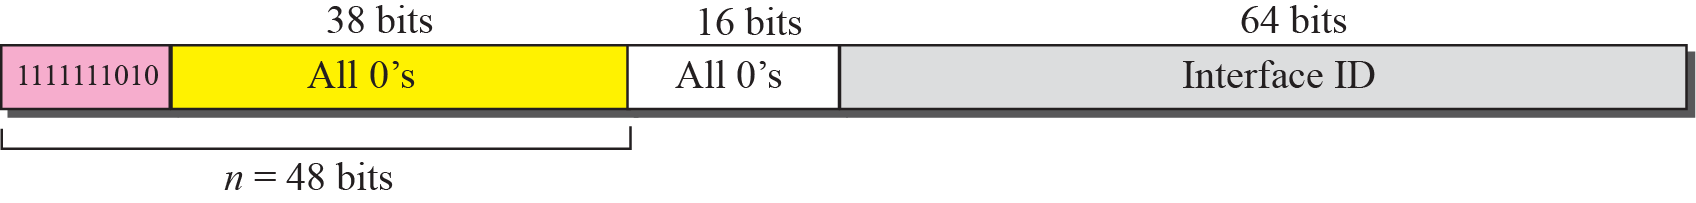 38 bits 16 bits 64 bits
1111111010 All 0’s All 0’s Interface ID
n = 48 bits